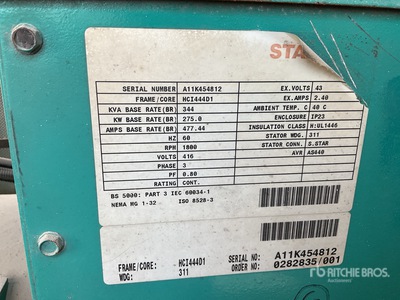 STA
SERIAL NUMBER A11K454812 EX.VOLTS 43
FRAME/CORE HCI444D1 EX.AMPS 2.40
KVA BASE RATE(BR) 344 AMBIENT TEMP. C 40 C
KW BASE RATE(BR) 275.0 ENCLOSURE IP23
AMPS BASE RATE(BR) 477.44 INSULATION CLASS H:UL1446
HZ 60 STATOR WDG. 311
RPM 1800 STATOR CONN. S.STAR
VOLTS 416 AVR AS440
PHASE 3
PF 0.80
RATING CONT.
BS 5000: PART 3 IEC 60034-1
NEMA MG 1-32 ISO 8528-3
FRAME/CORE: HCI444D1 SERIAL NO: A11K454812
WDG: 311 ORDER NO: 0282835/001
RITCHIE BROS.